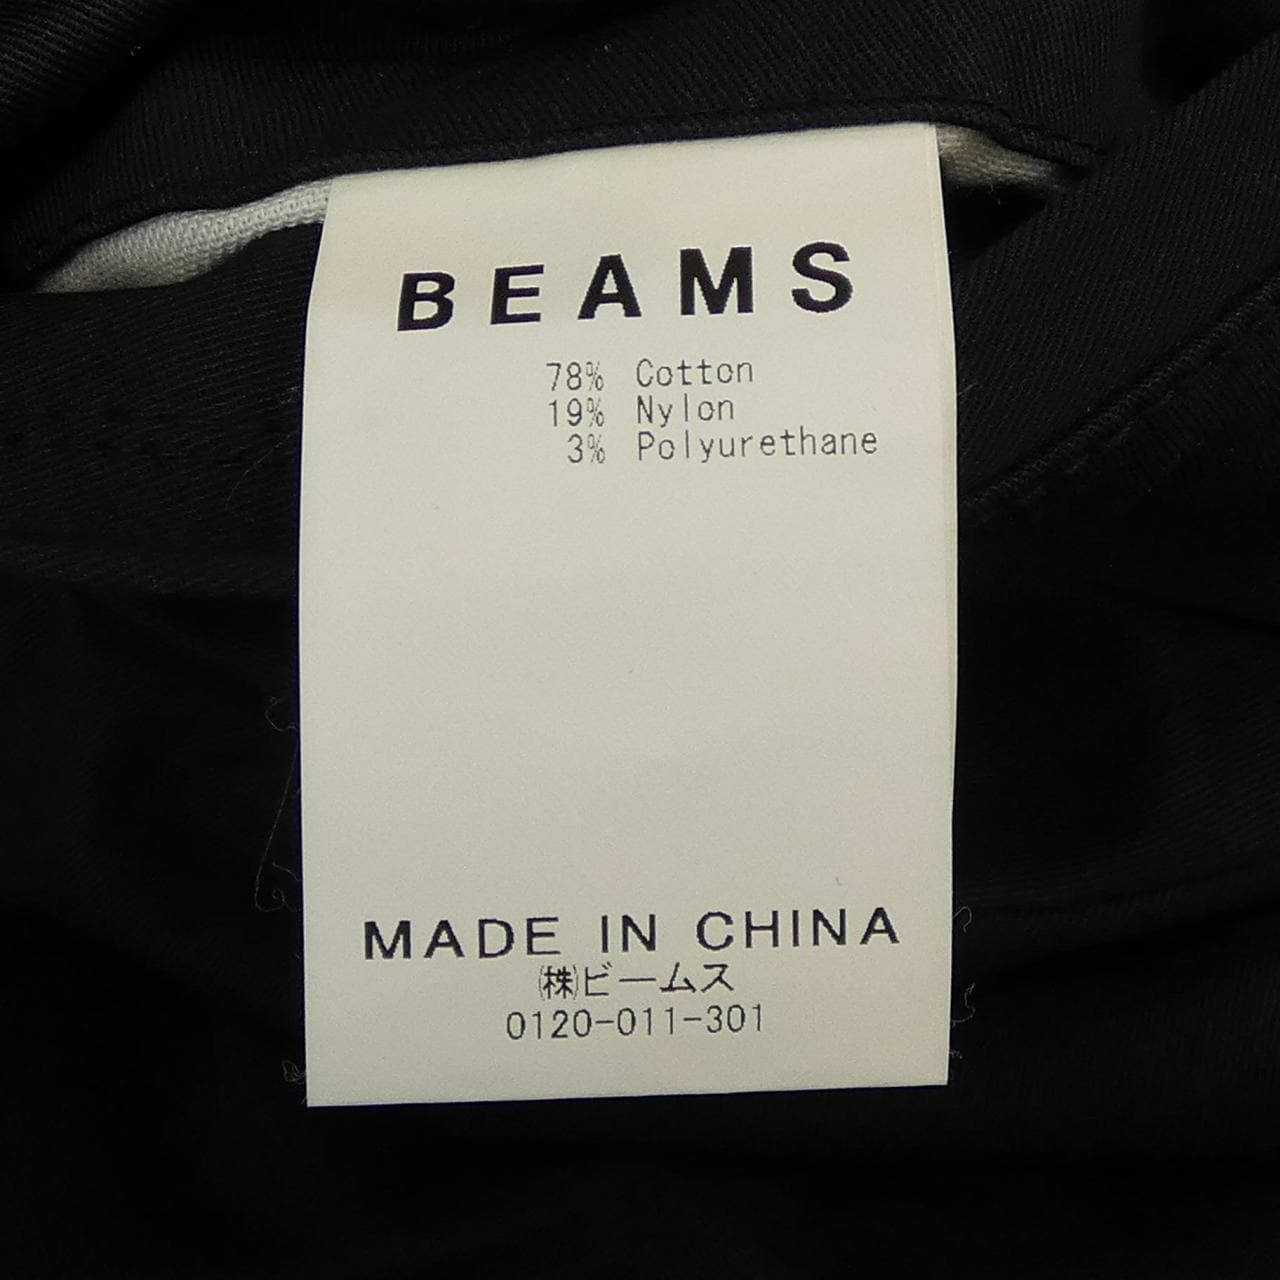 BEAMS
78% Cotton
19% Nylon
3% Polyurethane
MADE IN CHINA
㈱ビームス
0120-011-301